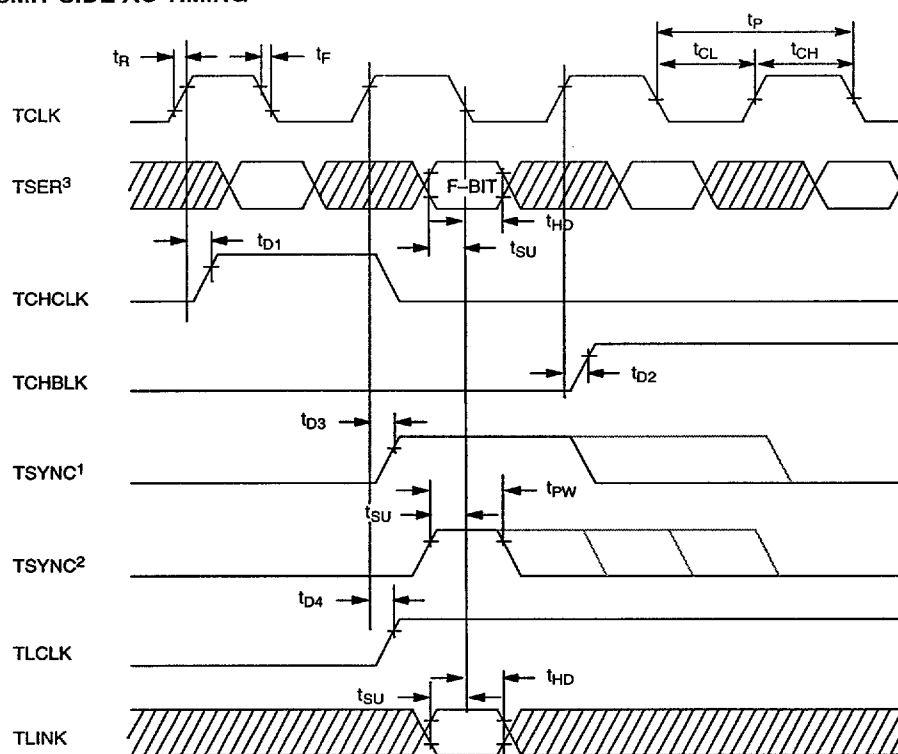 SMIT SIDE AC TIMING
tR
tF
tP
tCL
tCH
TCLK
TSER³
F–BIT
tHD
tD1
tSU
TCHCLK
TCHBLK
tD2
tD3
TSYNC¹
tPW
tSU
TSYNC²
tD4
TLCLK
tSU
tHD
TLINK